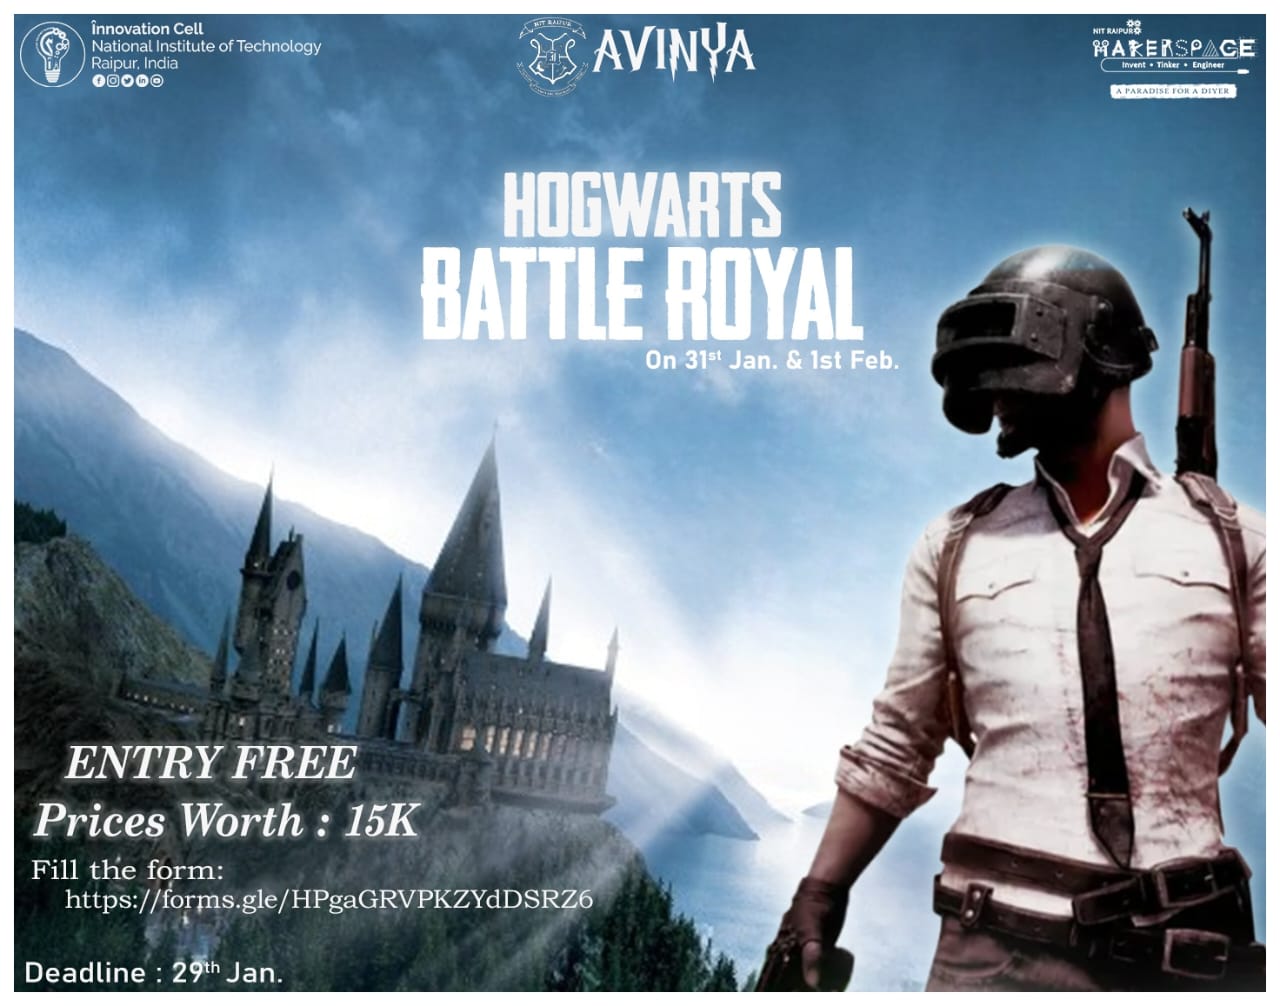 innovation Cell
National Institute of Technology
Raipur, India
NIT RAIPUR
AVINYA
NIT RAIPUR
MAKERSPACE
Invent • Tinker • Engineer
A PARADISE FOR A DIYER
HOGWARTS
BATTLE ROYAL
On 31st Jan. & 1st Feb.
ENTRY FREE
Prices Worth : 15K
Fill the form:
https://forms.gle/HPgaGRVPKZYdDSRZ6
Deadline : 29th Jan.